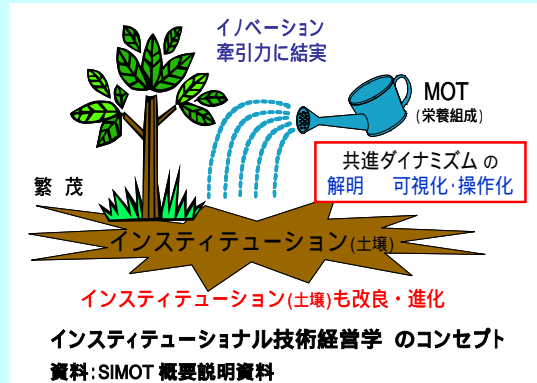 イノベーション
牽引力に結実
MOT
(栄養組成)
共進ダイナミズム の
解明 可視化･操作化
繁 茂
インスティテューション(土壌)
インスティテューション(土壌)も改良・進化
インスティテューショナル技術経営学 のコンセプト
資料：SIMOT 概要説明資料